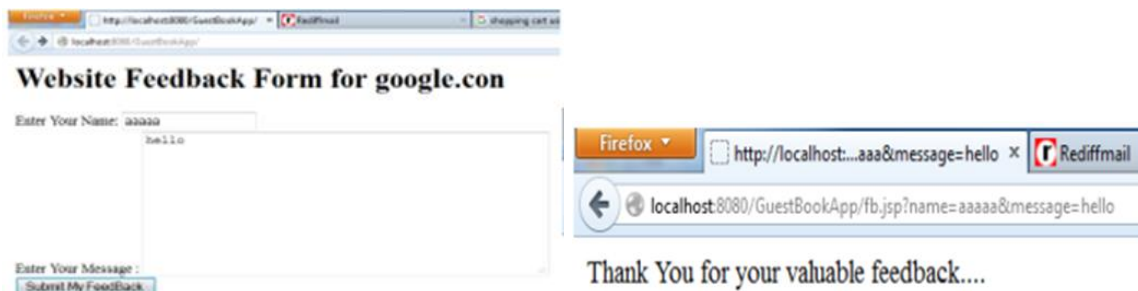 Firefox
http://localhost:8080/GuestBookApp/ × Rediffmail × shopping cart usi
localhost:8080/GuestBookApp/
Website Feedback Form for google.con
Enter Your Name: aaaaa
hello
Enter Your Message :
Submit My FeedBack
Firefox
http://localhost:...aaa&message=hello × Rediffmail
localhost:8080/GuestBookApp/fb.jsp?name=aaaaa&message=hello
Thank You for your valuable feedback....